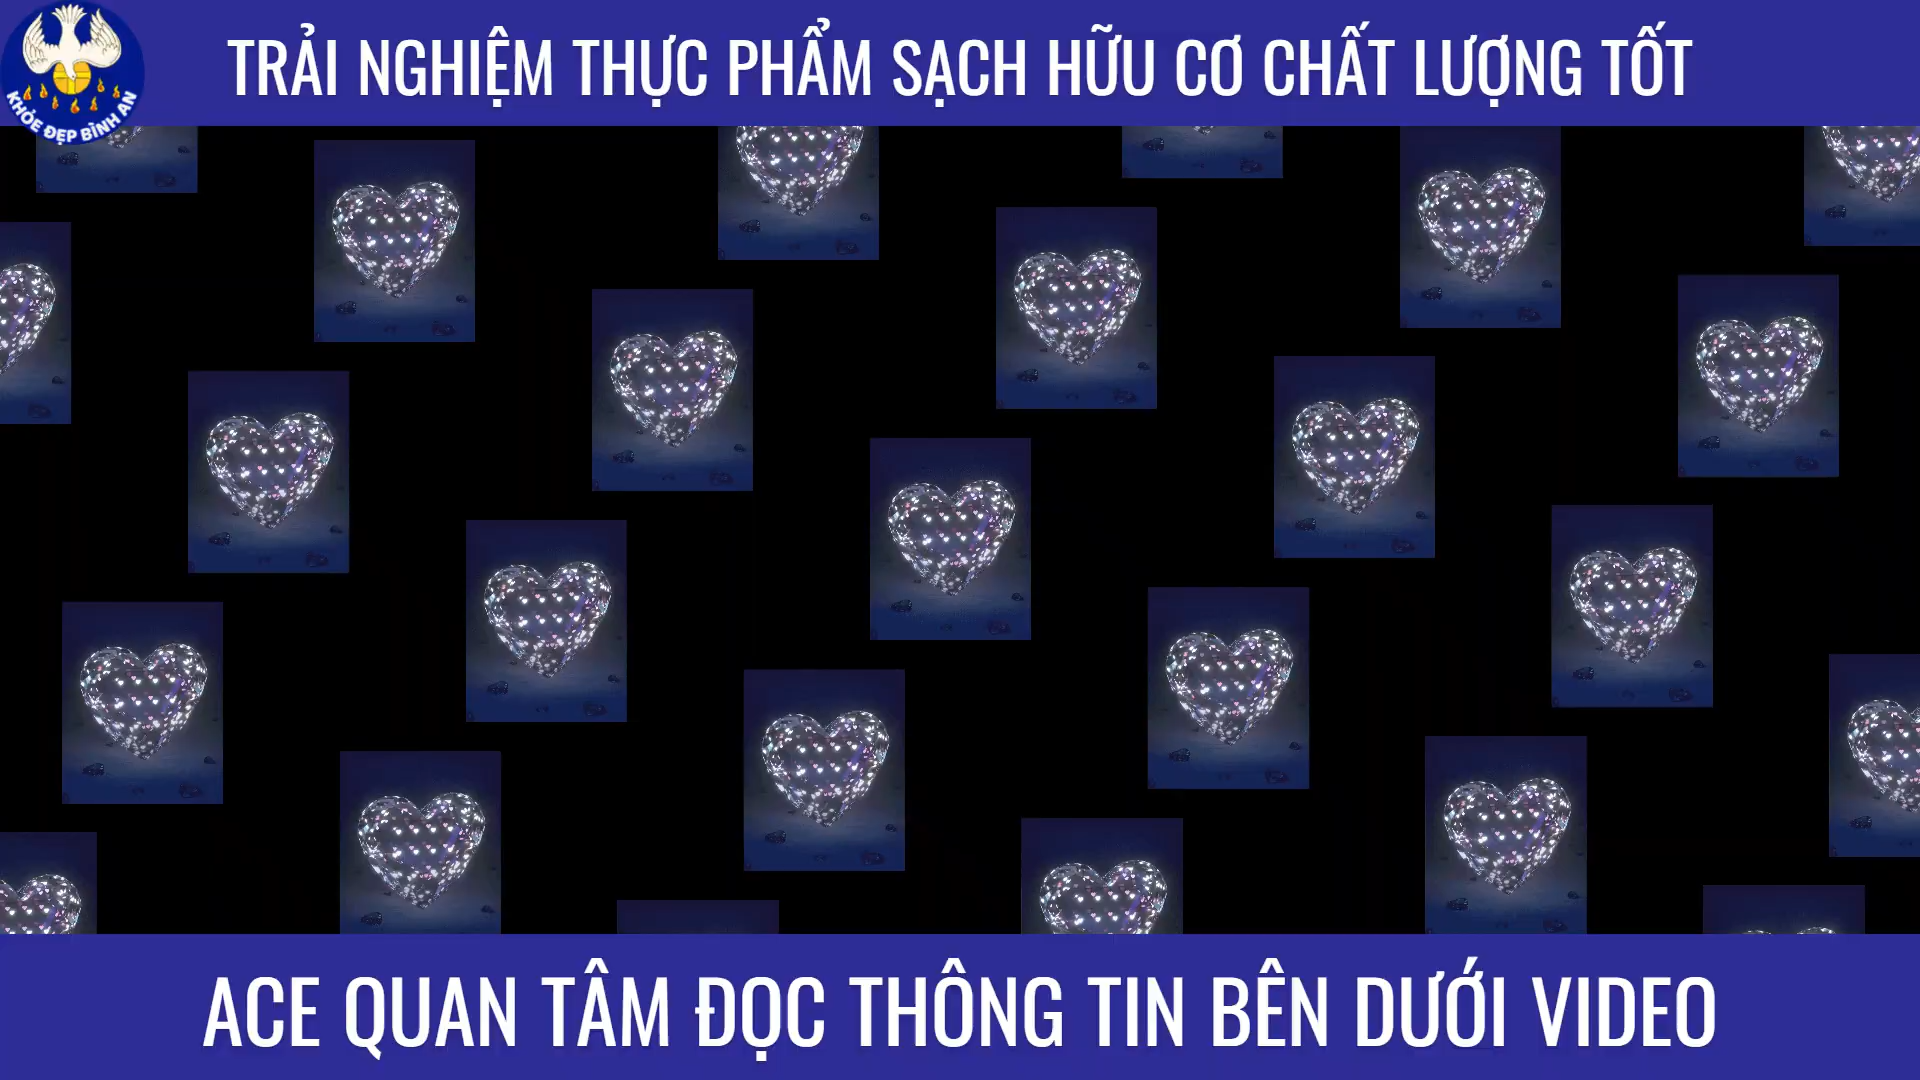 TRẢI NGHIỆM THỰC PHẨM SẠCH HỮU CƠ CHẤT LƯỢNG TỐT
KHỎE ĐẸP BÌNH AN
ACE QUAN TÂM ĐỌC THÔNG TIN BÊN DƯỚI VIDEO